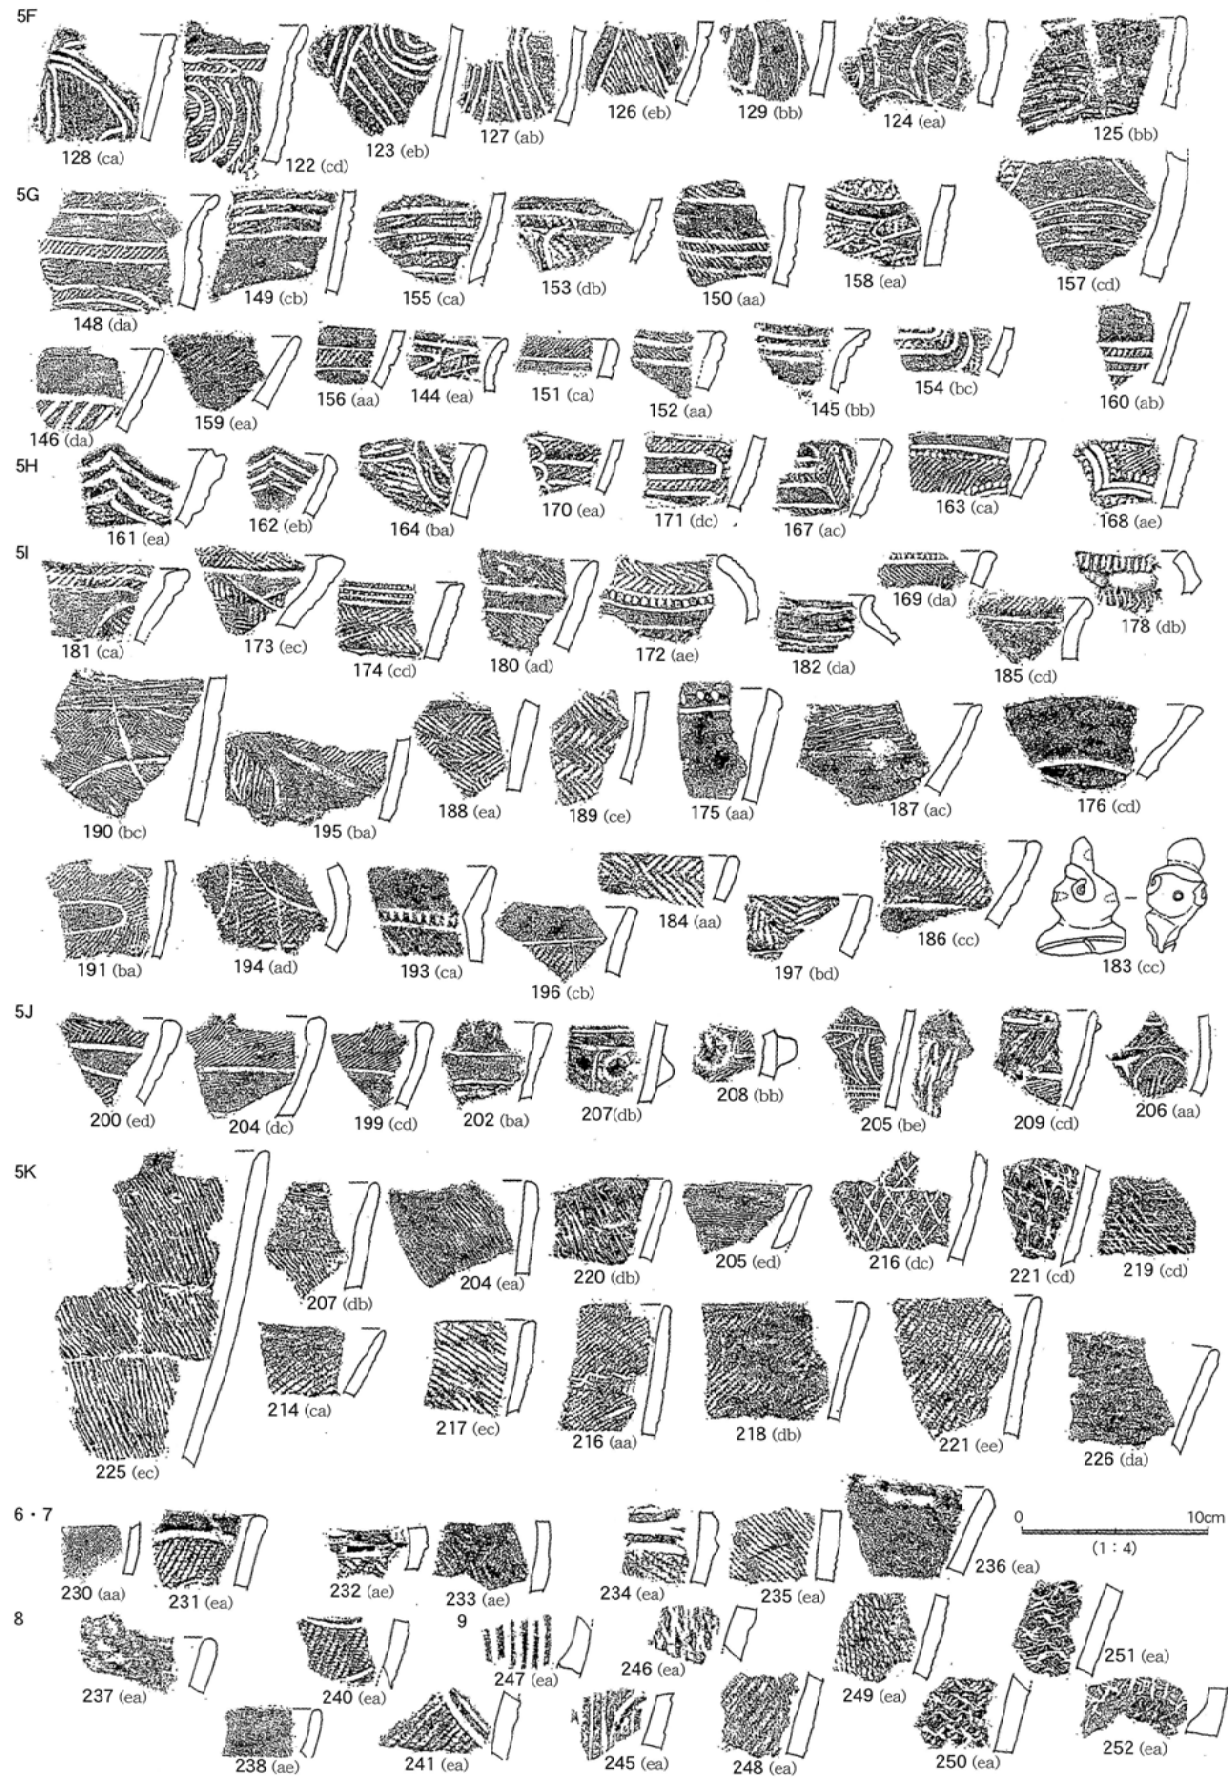 5F
128 (ca)
122 (cd)
123 (eb)
127 (ab)
126 (eb)
129 (bb)
124 (ea)
125 (bb)
5G
148 (da)
149 (cb)
155 (ca)
153 (db)
150 (aa)
158 (ea)
157 (cd)
146 (da)
159 (ea)
156 (aa)
144 (ea)
151 (ca)
152 (aa)
145 (bb)
154 (bc)
160 (ab)
5H
161 (ea)
162 (eb)
164 (ba)
170 (ea)
171 (dc)
167 (ac)
163 (ca)
168 (ae)
5I
181 (ca)
173 (ec)
174 (cd)
180 (ad)
172 (ae)
182 (da)
169 (da)
185 (cd)
178 (db)
190 (bc)
195 (ba)
188 (ea)
189 (ce)
175 (aa)
187 (ac)
176 (cd)
191 (ba)
194 (ad)
193 (ca)
196 (cb)
184 (aa)
197 (bd)
186 (cc)
183 (cc)
5J
200 (ed)
204 (dc)
199 (cd)
202 (ba)
207(db)
208 (bb)
205 (be)
209 (cd)
206 (aa)
5K
225 (ec)
207 (db)
204 (ea)
220 (db)
205 (ed)
216 (dc)
221 (cd)
219 (cd)
214 (ca)
217 (ec)
216 (aa)
218 (db)
221 (ee)
226 (da)
6・7
230 (aa)
231 (ea)
232 (ae)
233 (ae)
234 (ea)
235 (ea)
236 (ea)
0 10cm
(1：4)
8
237 (ea)
240 (ea)
9
247 (ea)
246 (ea)
249 (ea)
251 (ea)
238 (ae)
241 (ea)
245 (ea)
248 (ea)
250 (ea)
252 (ea)